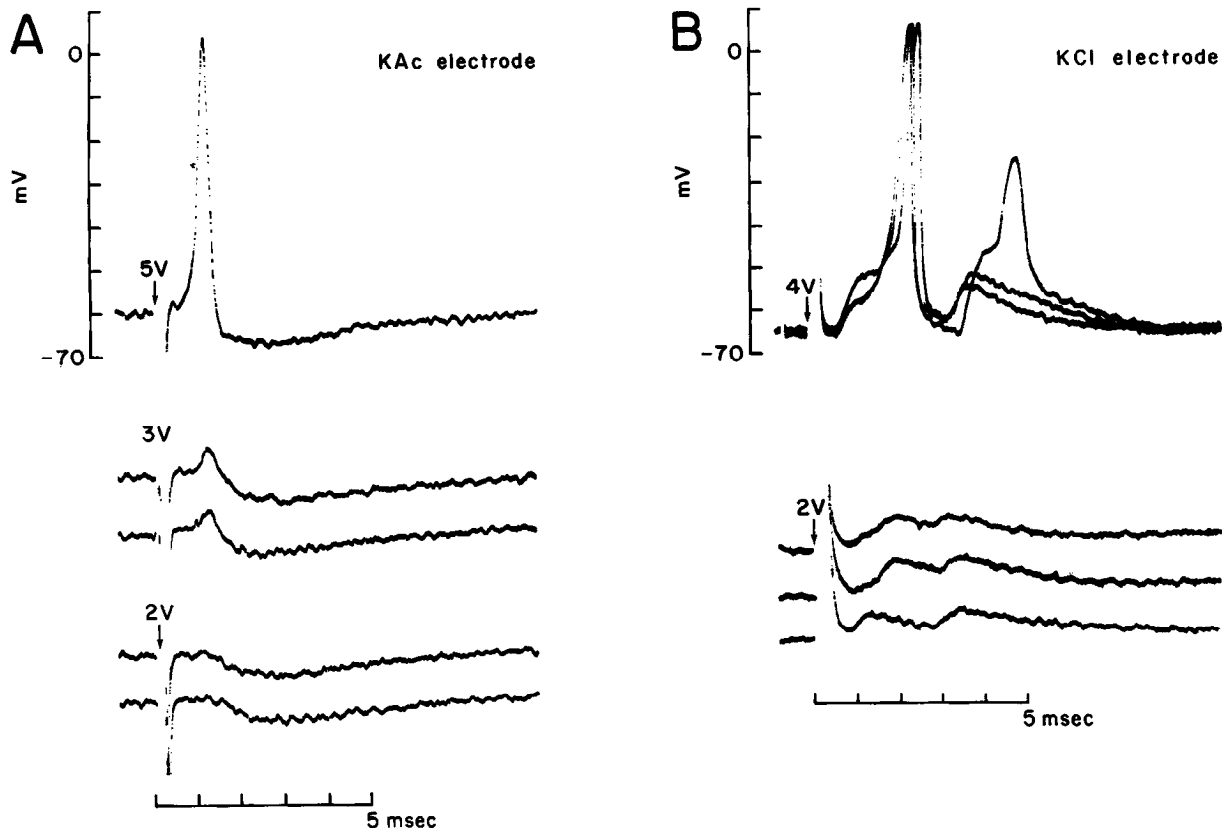 A
0
KAc electrode
mV
5V
-70
3V
2V
5 msec
B
0
KCl electrode
mV
4V
-70
2V
5 msec